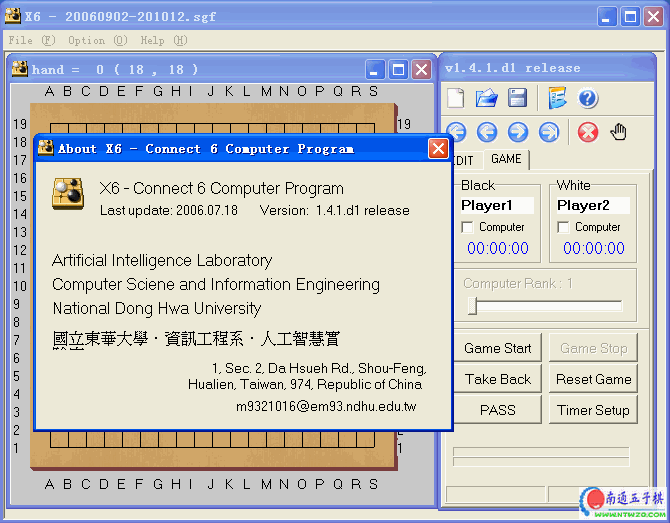 X6 - 20060902-201012.sgf
File (F) Option (O) Help (H)
hand = 0 ( 18 , 18 )
A B C D E F G H I J K L M N O P Q R S
19
18
17
16
15
14
13
12
11
10
9
8
7
6
5
4
3
2
1
19
A B C D E F G H I J K L M N O P Q R S
About X6 - Connect 6 Computer Program
X6 - Connect 6 Computer Program
Last update: 2006.07.18 Version: 1.4.1.d1 release
Artificial Intelligence Laboratory
Computer Sciene and Information Engineering
National Dong Hwa University
國立東華大學‧資訊工程系‧人工智慧實
1, Sec. 2, Da Hsueh Rd., Shou-Feng,
Hualien, Taiwan, 974, Republic of China
m9321016@em93.ndhu.edu.tw
v1.4.1.d1 release
EDIT GAME
Black White
Player1 Player2
Computer Computer
00:00:00 00:00:00
Computer Rank : 1
Game Start Game Stop
Take Back Reset Game
PASS Timer Setup
南通五子棋
www.NTWZQ.com